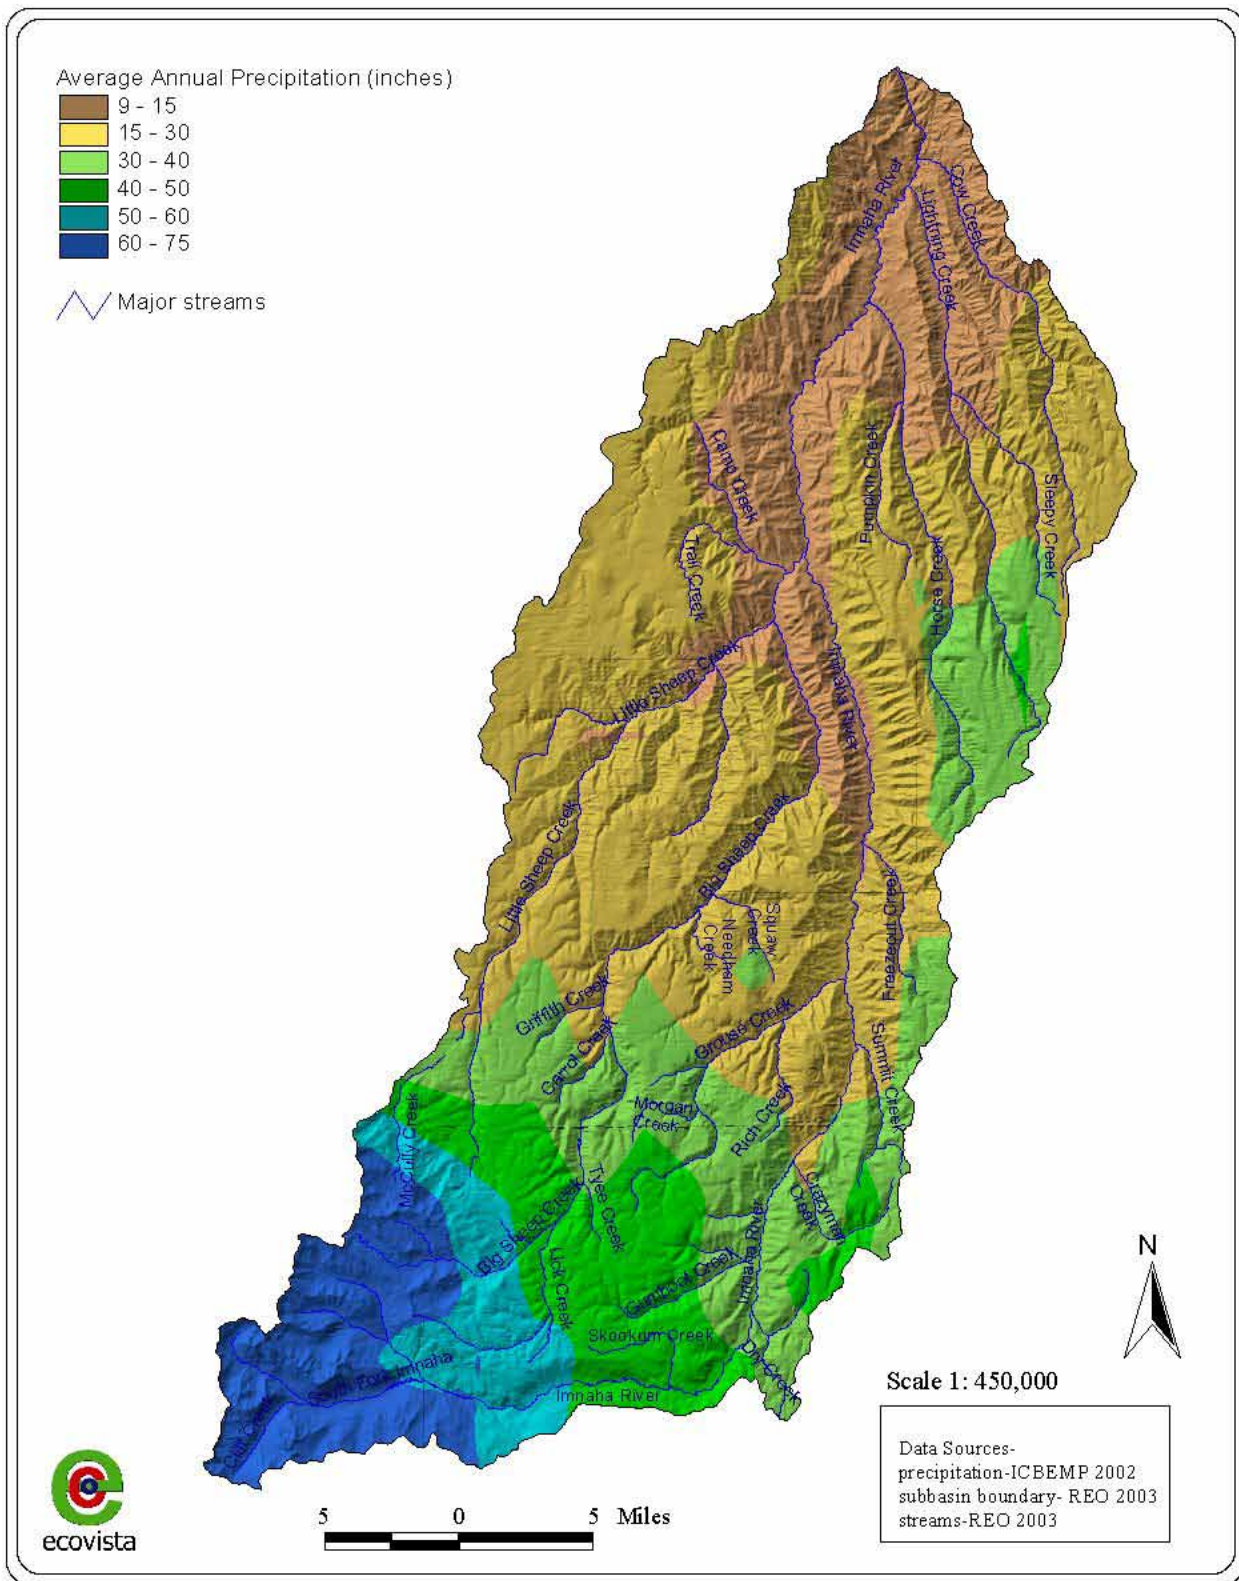 Average Annual Precipitation (inches)
9 - 15
15 - 30
30 - 40
40 - 50
50 - 60
60 - 75
Major streams
Imnaha River
Cow Creek
Lightning Creek
Camp Creek
Pumpkin Creek
Sleepy Creek
Trail Creek
Horse Creek
Little Sheep Creek
Imnaha River
Little Sheep Creek
Big Sheep Creek
Squaw
Creek
Needham
Creek
Freezeout Creek
Griffith Creek
Grouse Creek
Carrol Creek
Summit Creek
Morgan
Creek
Rich Creek
McCully Creek
Tyee Creek
Crazyman
Creek
Big Sheep Creek
Imnaha River
Lick Creek
Gumboot Creek
Skookum Creek
Dry Creek
South Fork Imnaha
Imnaha River
Cliff Creek
N
Scale 1: 450,000
Data Sources-
precipitation-ICBEMP 2002
subbasin boundary- REO 2003
streams-REO 2003
5 0 5 Miles
ecovista